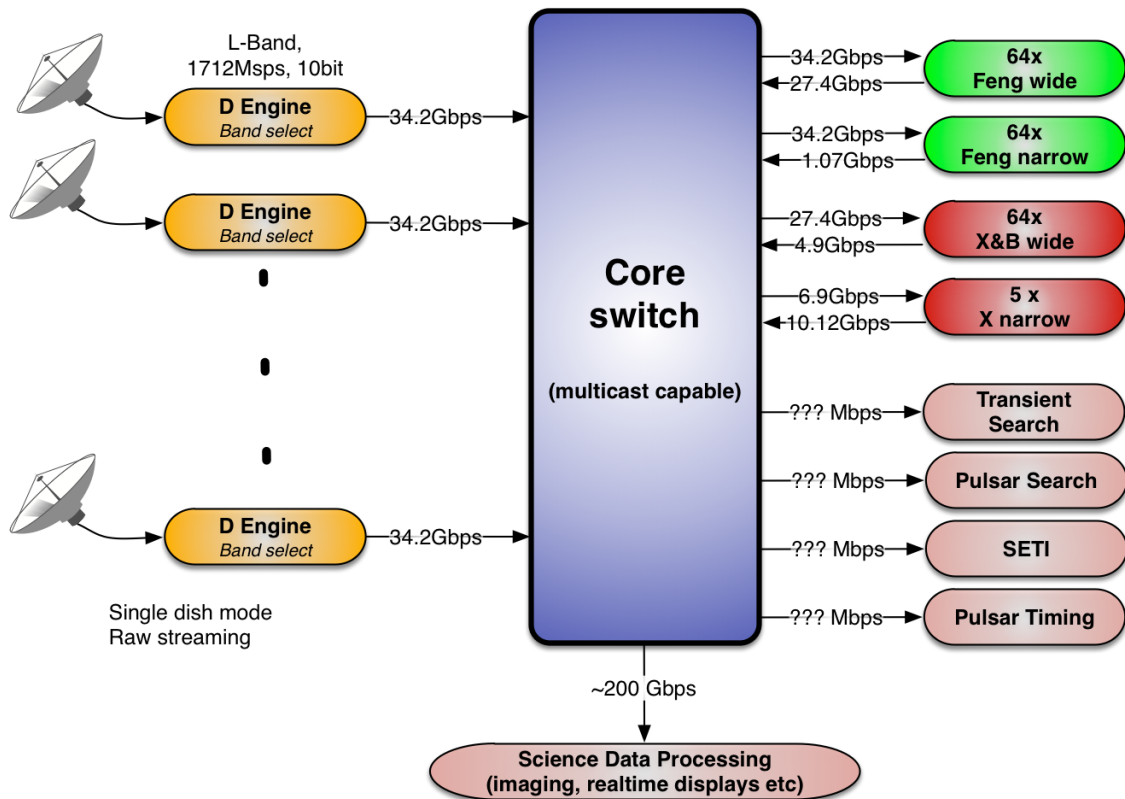 L-Band,
1712Msps, 10bit
D Engine
Band select
34.2Gbps
D Engine
Band select
34.2Gbps
D Engine
Band select
34.2Gbps
Single dish mode
Raw streaming
Core
switch
(multicast capable)
34.2Gbps
27.4Gbps
64x
Feng wide
34.2Gbps
1.07Gbps
64x
Feng narrow
27.4Gbps
4.9Gbps
64x
X&B wide
6.9Gbps
10.12Gbps
5 x
X narrow
??? Mbps
Transient
Search
??? Mbps
Pulsar Search
??? Mbps
SETI
??? Mbps
Pulsar Timing
~200 Gbps
Science Data Processing
(imaging, realtime displays etc)